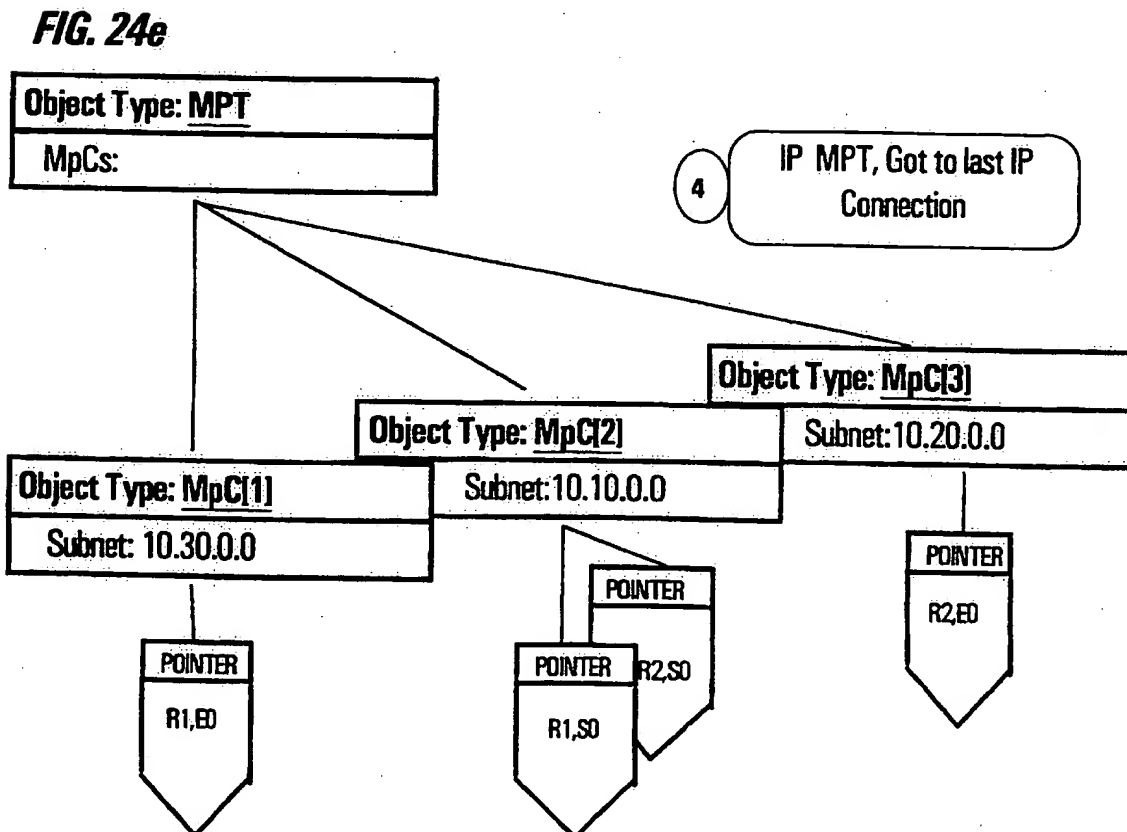 FIG. 24e
Object Type: MPT
MpCs:
4
IP MPT, Got to last IP
Connection
Object Type: MpC[3]
Subnet:10.20.0.0
Object Type: MpC[2]
Subnet:10.10.0.0
Object Type: MpC[1]
Subnet: 10.30.0.0
POINTER
R1,E0
POINTER
R1,S0
POINTER
R2,S0
POINTER
R2,E0